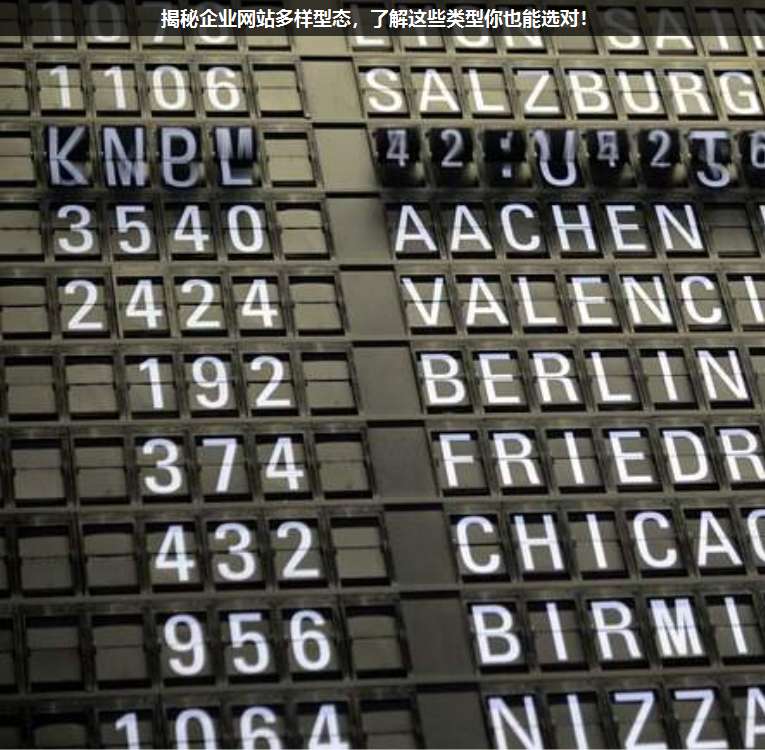 揭秘企业网站多样型态，了解这些类型你也能选对！
1106 SALZBURG
3540 AACHEN
2424 VALENCI
192 BERLIN
374 FRIEDR
432 CHICAG
956 BIRMI
1064 NIZZA